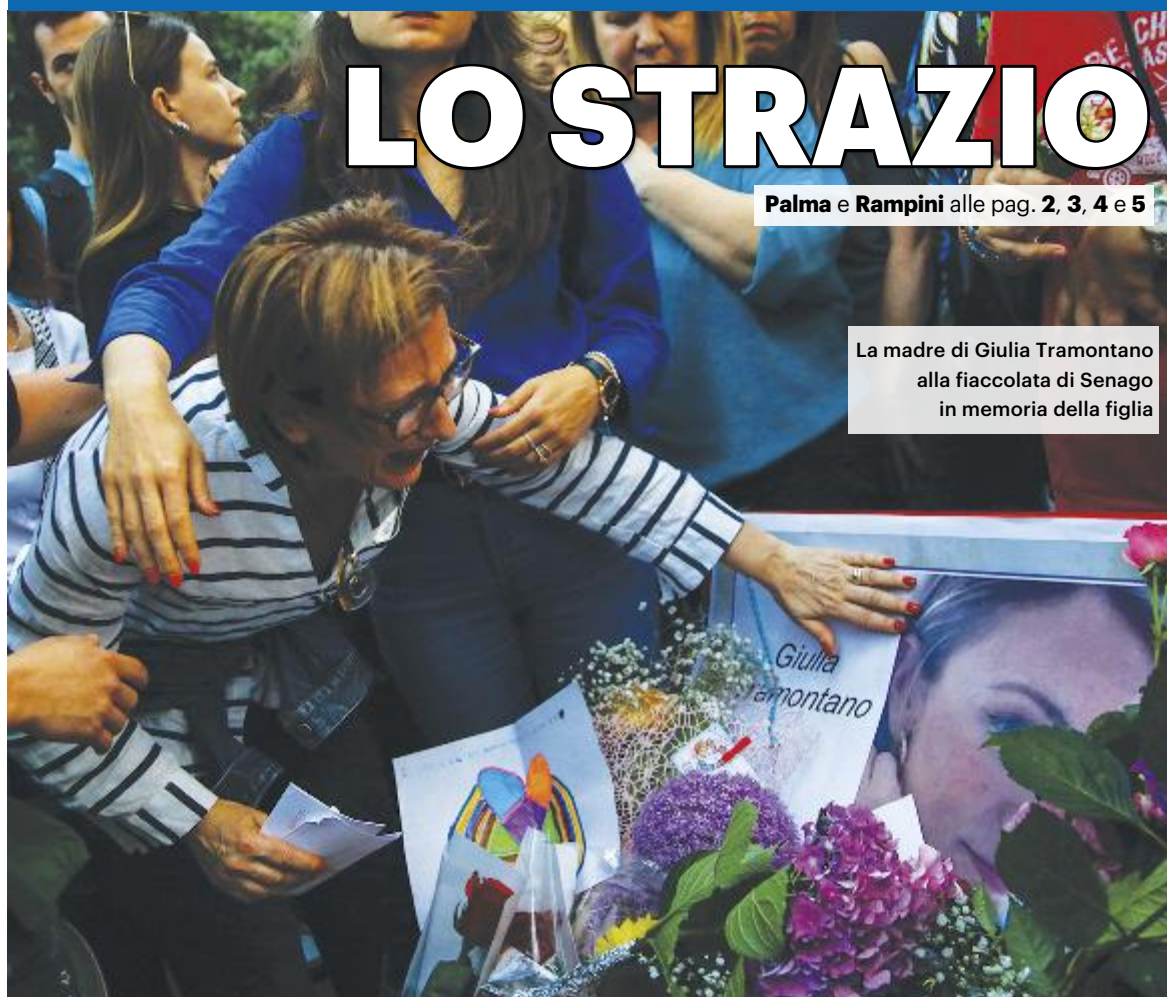 LO STRAZIO
Palma e Rampini alle pag. 2, 3, 4 e 5
La madre di Giulia Tramontano
alla fiaccolata di Senago
in memoria della figlia
Giulia
Tramontano